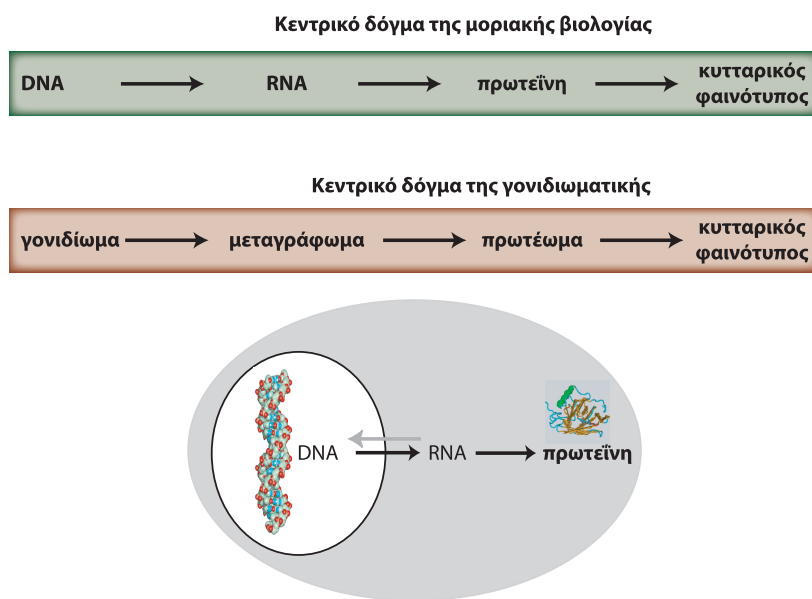 Κεντρικό δόγμα της μοριακής βιολογίας
DNA RNA πρωτεΐνη κυτταρικός φαινότυπος
Κεντρικό δόγμα της γονιδιωματικής
γονιδίωμα μεταγράφωμα πρωτέωμα κυτταρικός φαινότυπος
DNA RNA πρωτεΐνη